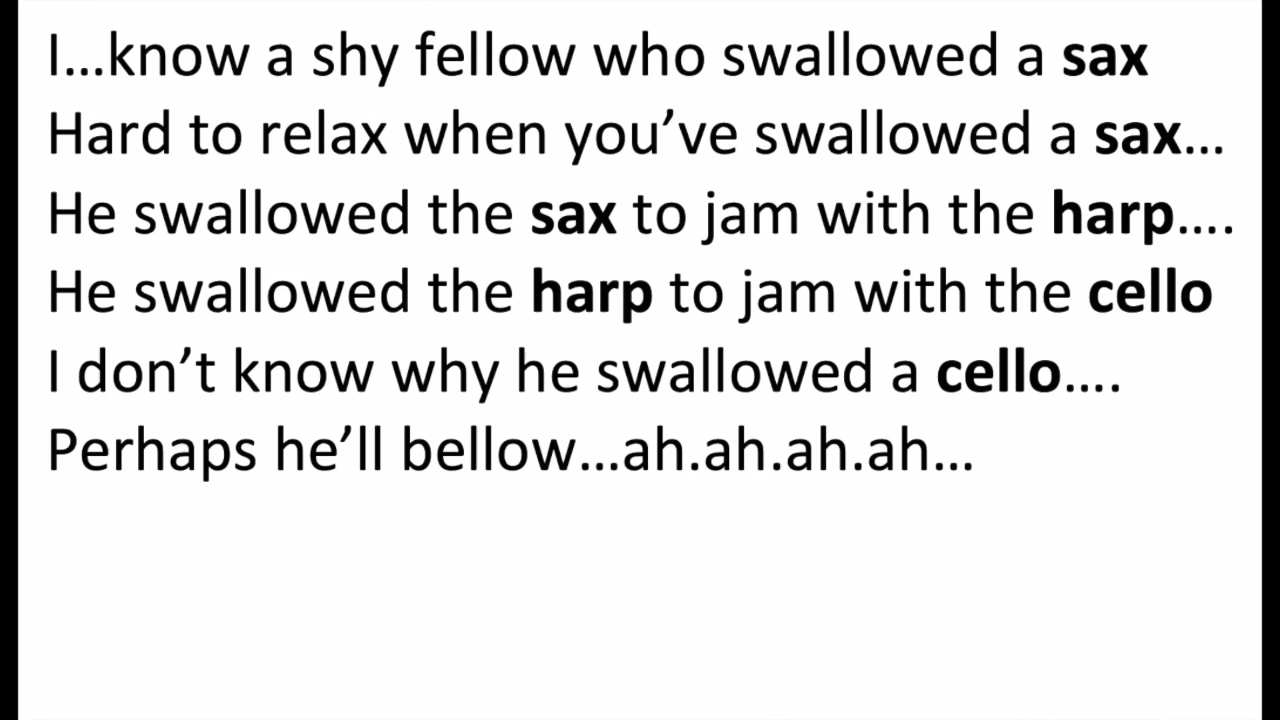 I...know a shy fellow who swallowed a sax
Hard to relax when you’ve swallowed a sax...
He swallowed the sax to jam with the harp....
He swallowed the harp to jam with the cello
I don’t know why he swallowed a cello....
Perhaps he’ll bellow...ah.ah.ah.ah...